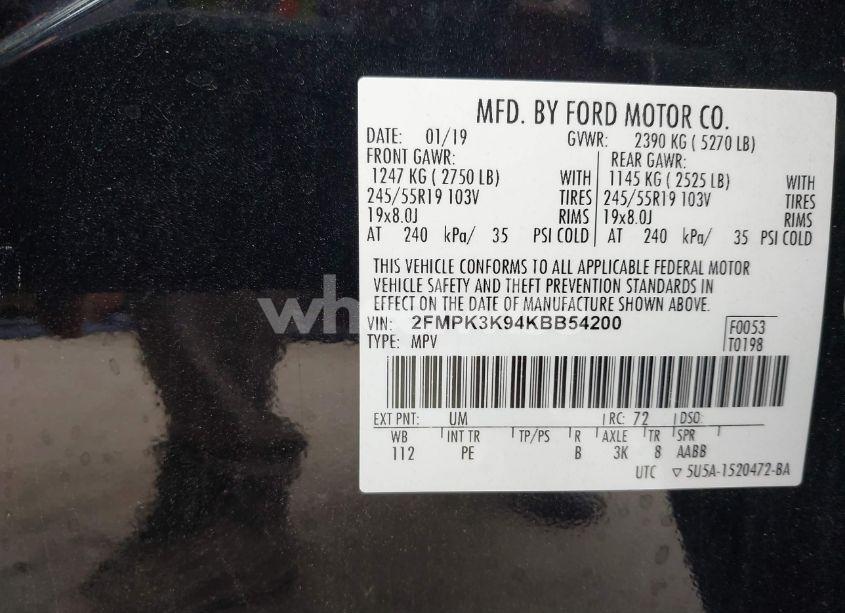 MFD. BY FORD MOTOR CO.
DATE: 01/19 GVWR: 2390 KG ( 5270 LB)
FRONT GAWR: REAR GAWR:
1247 KG ( 2750 LB) WITH 1145 KG ( 2525 LB) WITH
245/55R19 103V TIRES 245/55R19 103V TIRES
19x8.0J RIMS 19x8.0J RIMS
AT 240 kPa/ 35 PSI COLD AT 240 kPa/ 35 PSI COLD
THIS VEHICLE CONFORMS TO ALL APPLICABLE FEDERAL MOTOR
VEHICLE SAFETY AND THEFT PREVENTION STANDARDS IN
EFFECT ON THE DATE OF MANUFACTURE SHOWN ABOVE.
VIN: 2FMPK3K94KBB54200 F0053
TYPE: MPV T0198
EXT PNT: UM RC: 72 DSO:
WB INT TR TP/PS R AXLE TR SPR
112 PE B 3K 8 AABB
UTC ▽ 5U5A-1520472-BA